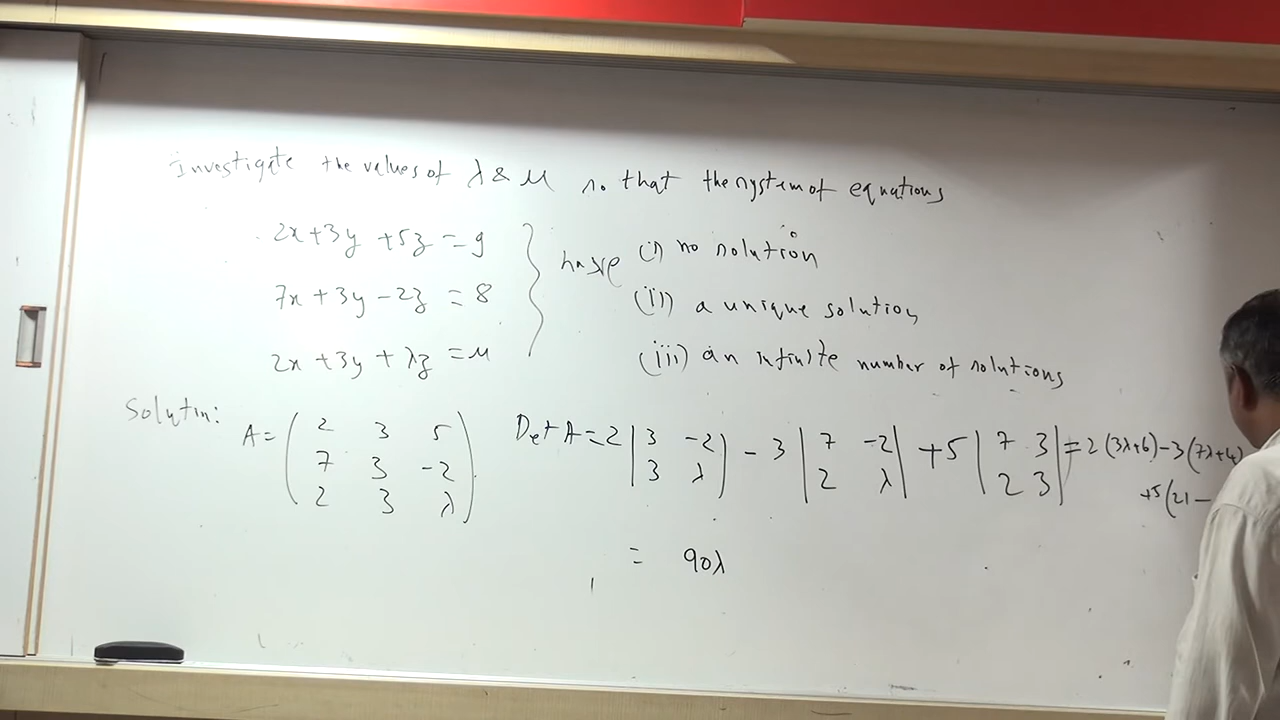 Investigate the values of λ & μ so that the system of equations
2x+3y+5z=9
7x+3y-2z=8
2x+3y+λz=μ
have (i) no solution
(ii) a unique solution
(iii) an infinite number of solutions
Solutin:
A= ( 2 3 5
7 3 -2
2 3 λ )
Det A = 2 | 3 -2 | - 3 | 7 -2 | +5 | 7 3 | = 2(3λ+6) - 3(7λ+4)
| 3 λ | | 2 λ | | 2 3 |
+5(21-
= 90λ